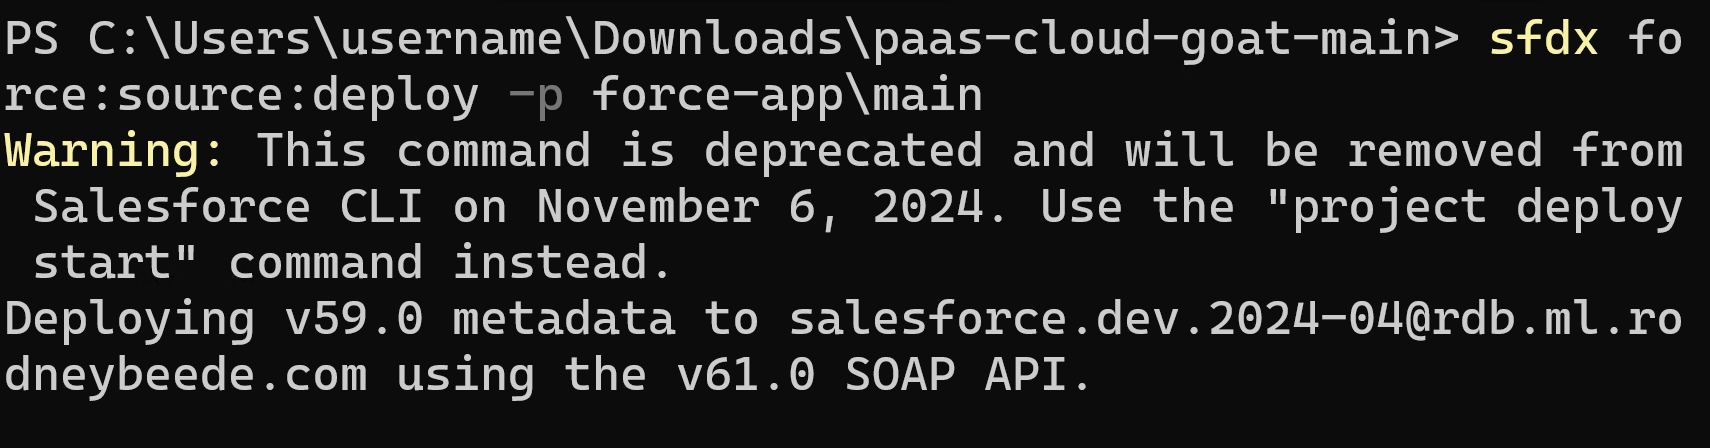 PS C:\Users\username\Downloads\paas-cloud-goat-main> sfdx fo
rce:source:deploy -p force-app\main
Warning: This command is deprecated and will be removed from
 Salesforce CLI on November 6, 2024. Use the "project deploy
 start" command instead.
Deploying v59.0 metadata to salesforce.dev.2024-04@rdb.ml.ro
dneybeede.com using the v61.0 SOAP API.